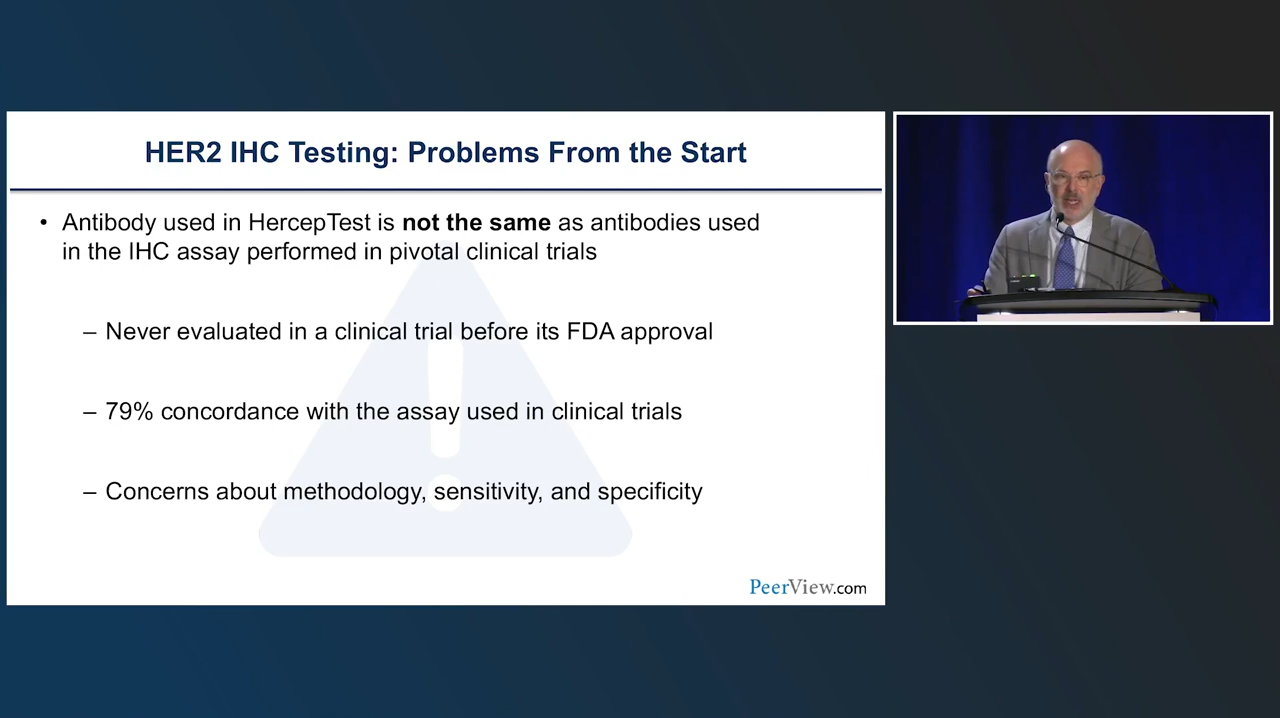 HER2 IHC Testing: Problems From the Start
• Antibody used in HercepTest is not the same as antibodies used
in the IHC assay performed in pivotal clinical trials
– Never evaluated in a clinical trial before its FDA approval
– 79% concordance with the assay used in clinical trials
– Concerns about methodology, sensitivity, and specificity
PeerView.com